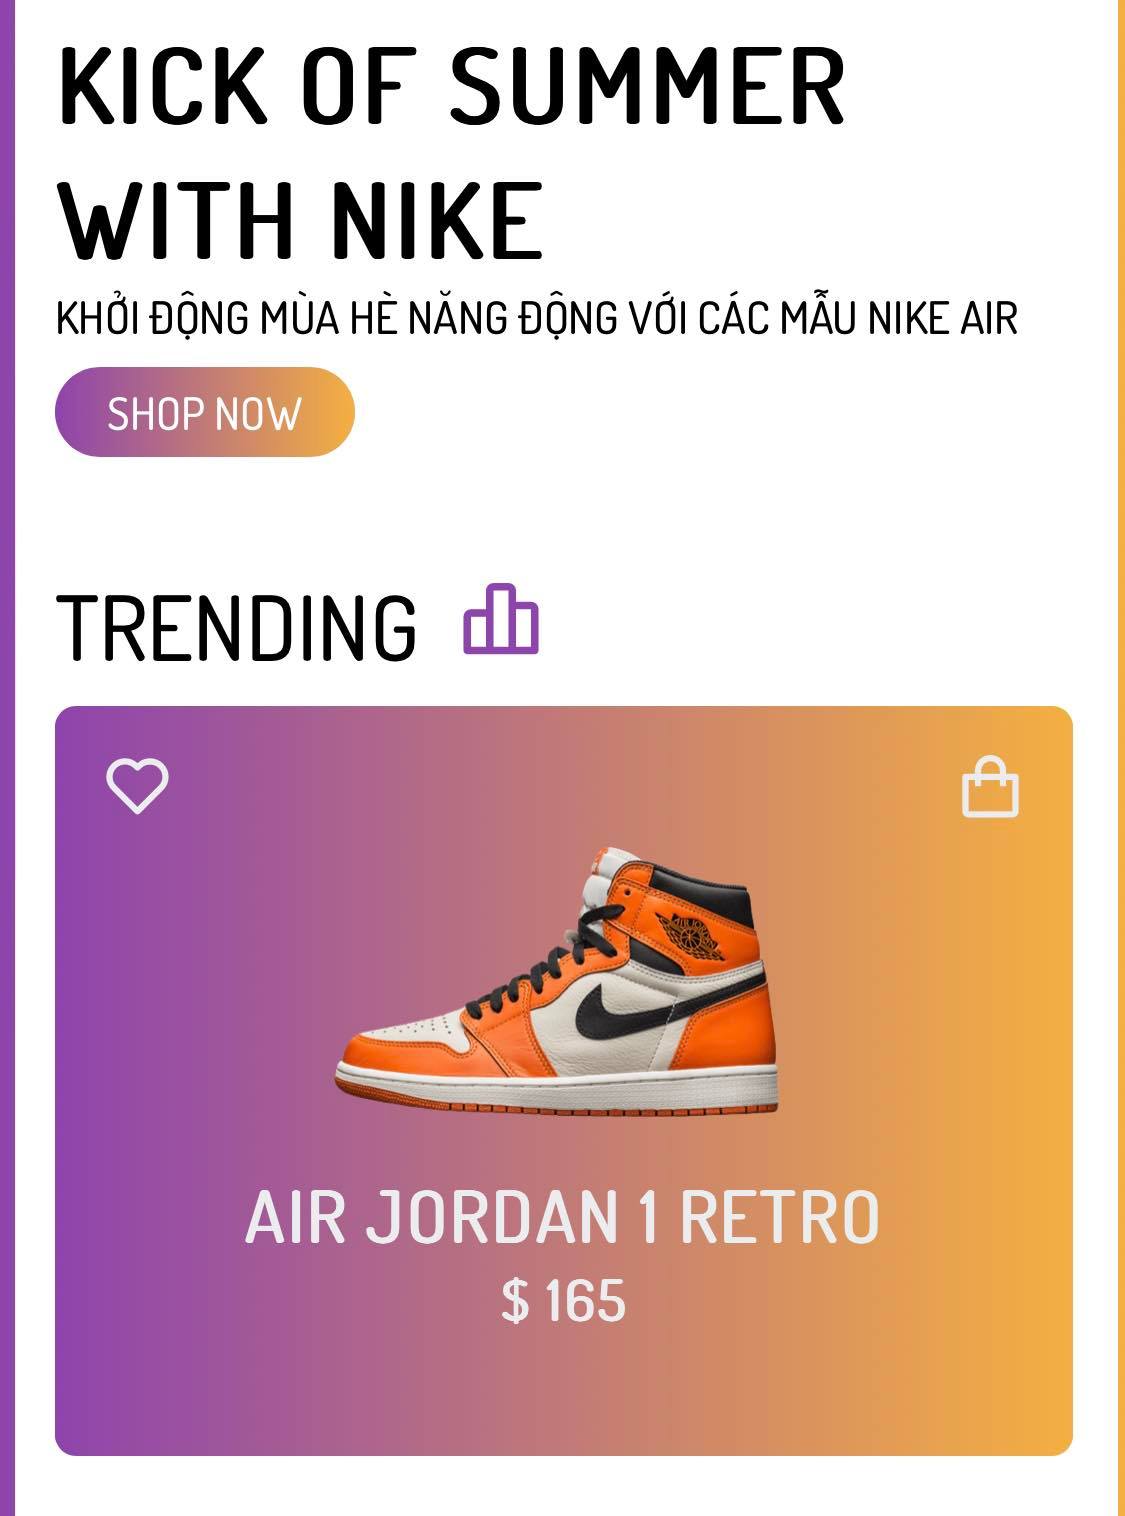 KICK OF SUMMER
WITH NIKE
KHỞI ĐỘNG MÙA HÈ NĂNG ĐỘNG VỚI CÁC MẪU NIKE AIR
SHOP NOW
TRENDING
AIR JORDAN 1 RETRO
$ 165